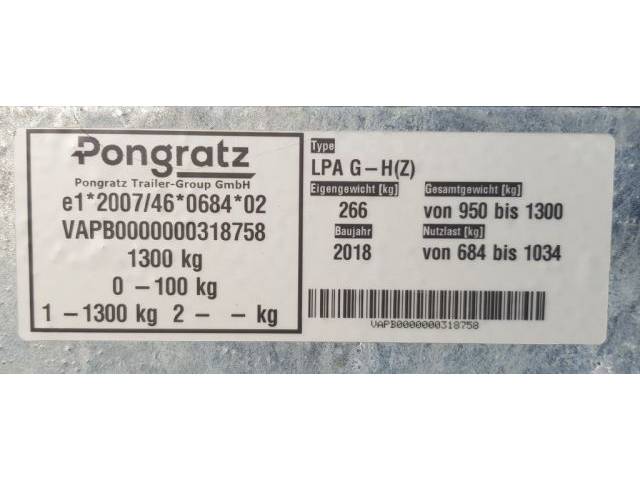 Pongratz
Pongratz Trailer-Group GmbH
e1*2007/46*0684*02
VAPB0000000318758
1300 kg
0 – 100 kg
1 – 1300 kg 2 – - kg
Type
LPA G – H(Z)
Eigengewicht [kg] Gesamtgewicht [kg]
266 von 950 bis 1300
Baujahr Nutzlast [kg]
2018 von 684 bis 1034
VAPB0000000318758